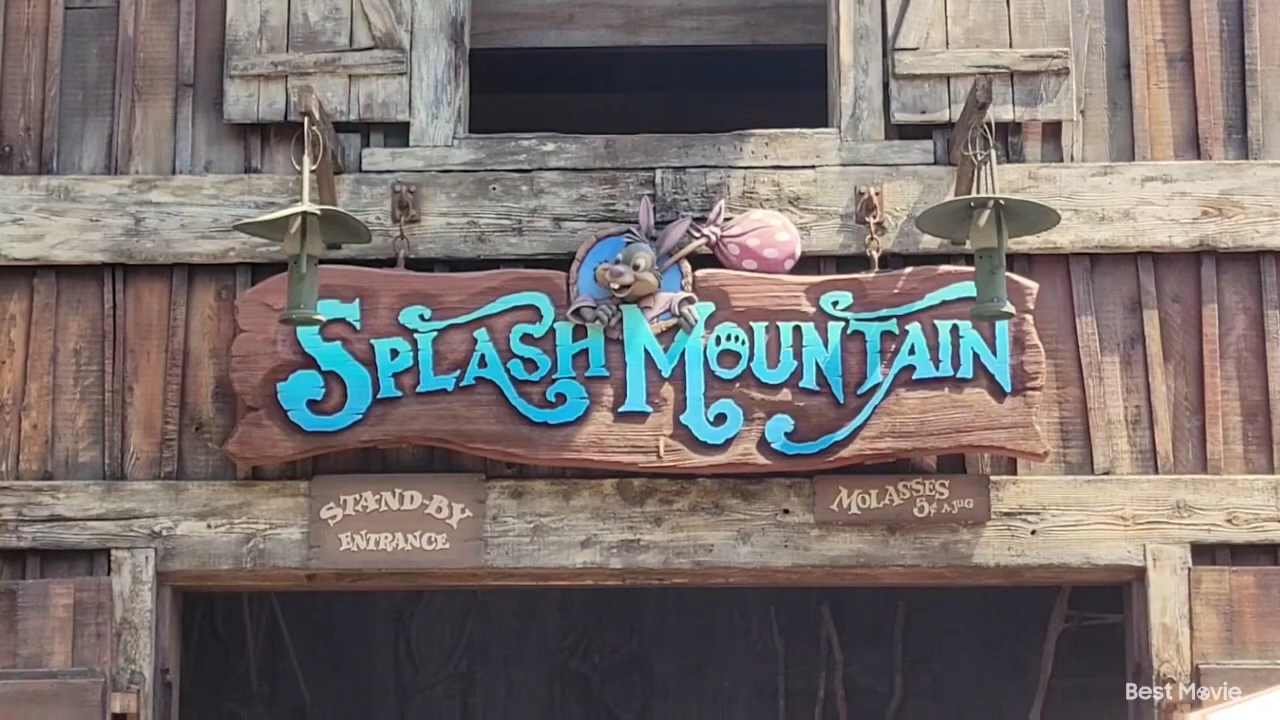 SPLASH MOUNTAIN
STAND-BY
ENTRANCE
MOLASSES
5¢ A JUG
Best Movie